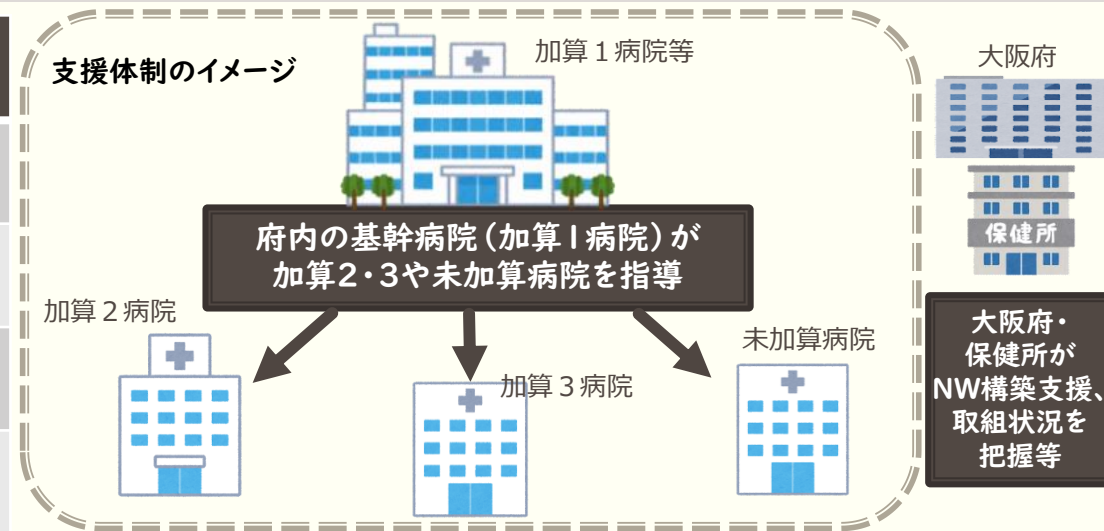 支援体制のイメージ
加算１病院等
大阪府
保健所
府内の基幹病院(加算1病院)が
加算2・3や未加算病院を指導
加算２病院
加算３病院
未加算病院
大阪府・
保健所が
NW構築支援、
取組状況を
把握等